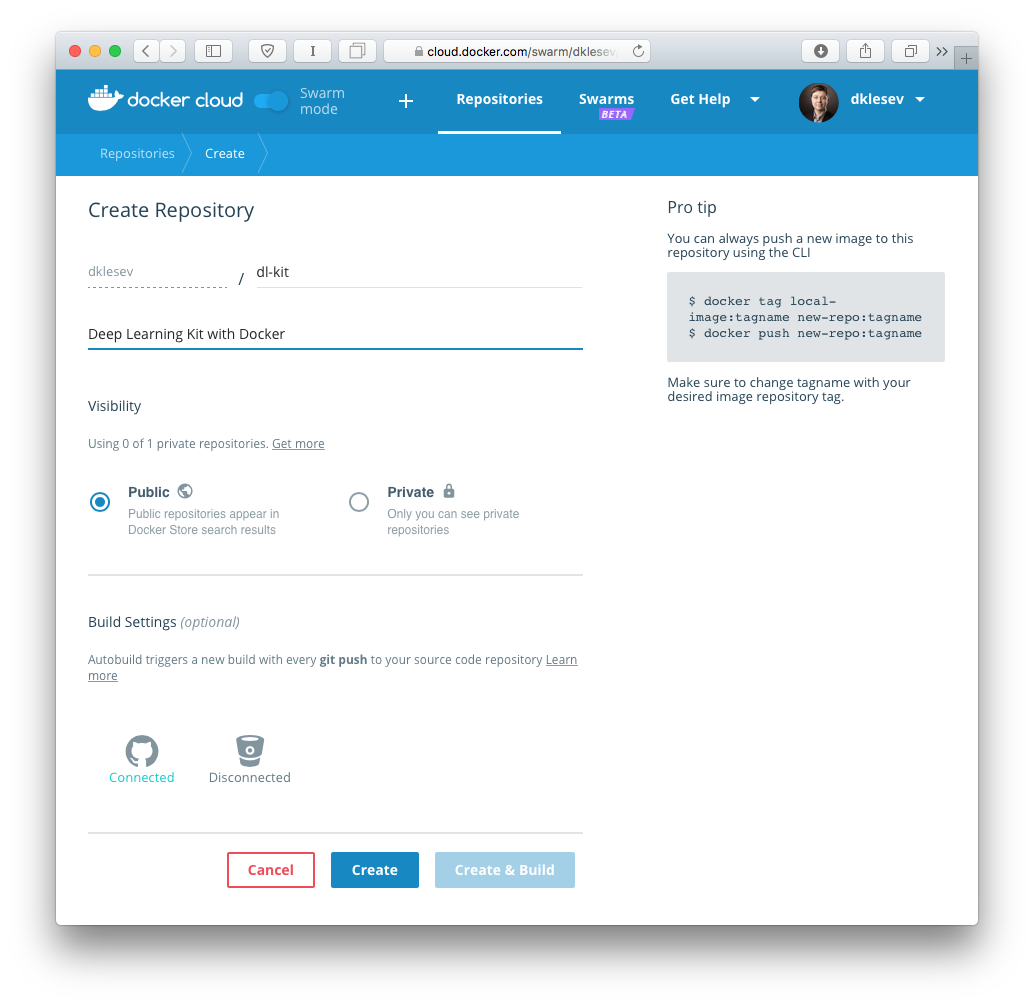 cloud.docker.com/swarm/dklesev
docker cloud
Swarm mode
+
Repositories
Swarms
BETA
Get Help
dklesev
Repositories
Create
Create Repository
dklesev / dl-kit
Deep Learning Kit with Docker
Visibility
Using 0 of 1 private repositories. Get more
Public
Public repositories appear in
Docker Store search results
Private
Only you can see private
repositories
Build Settings (optional)
Autobuild triggers a new build with every git push to your source code repository Learn
more
Connected
Disconnected
Cancel
Create
Create & Build
Pro tip
You can always push a new image to this
repository using the CLI
$ docker tag local-
image:tagname new-repo:tagname
$ docker push new-repo:tagname
Make sure to change tagname with your
desired image repository tag.